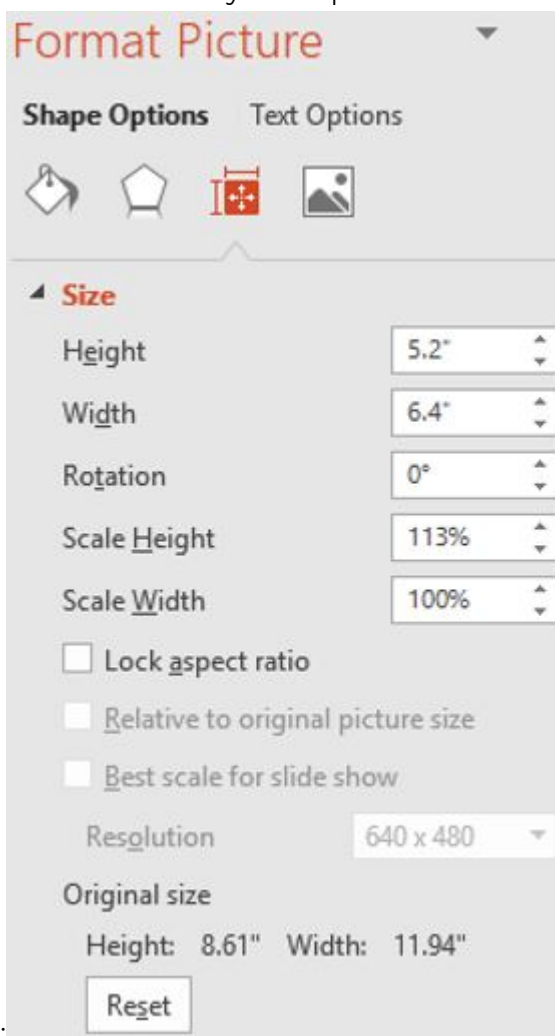 Format Picture
Shape Options Text Options
Size
Height 5.2"
Width 6.4"
Rotation 0°
Scale Height 113%
Scale Width 100%
Lock aspect ratio
Relative to original picture size
Best scale for slide show
Resolution 640 x 480
Original size
Height: 8.61" Width: 11.94"
Reset
.